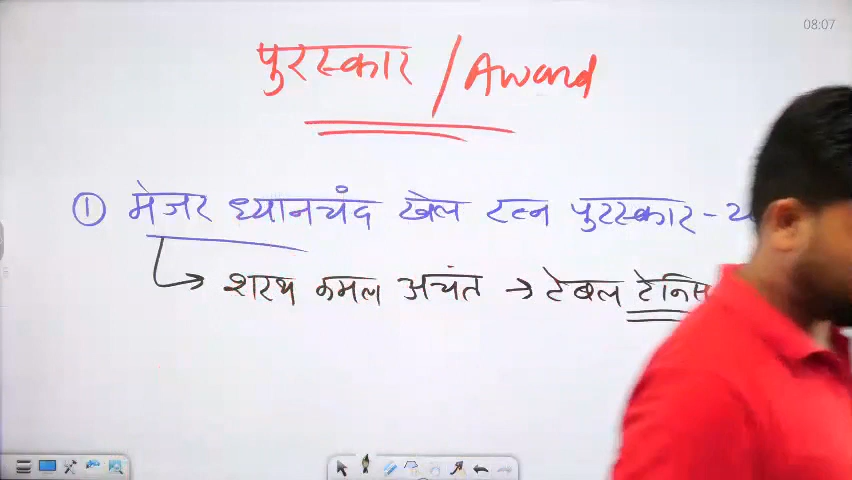 08:07
पुरस्कार / Award
① मेजर ध्यानचंद खेल रत्न पुरस्कार -
शरथ कमल अचंत → टेबल टेनिस